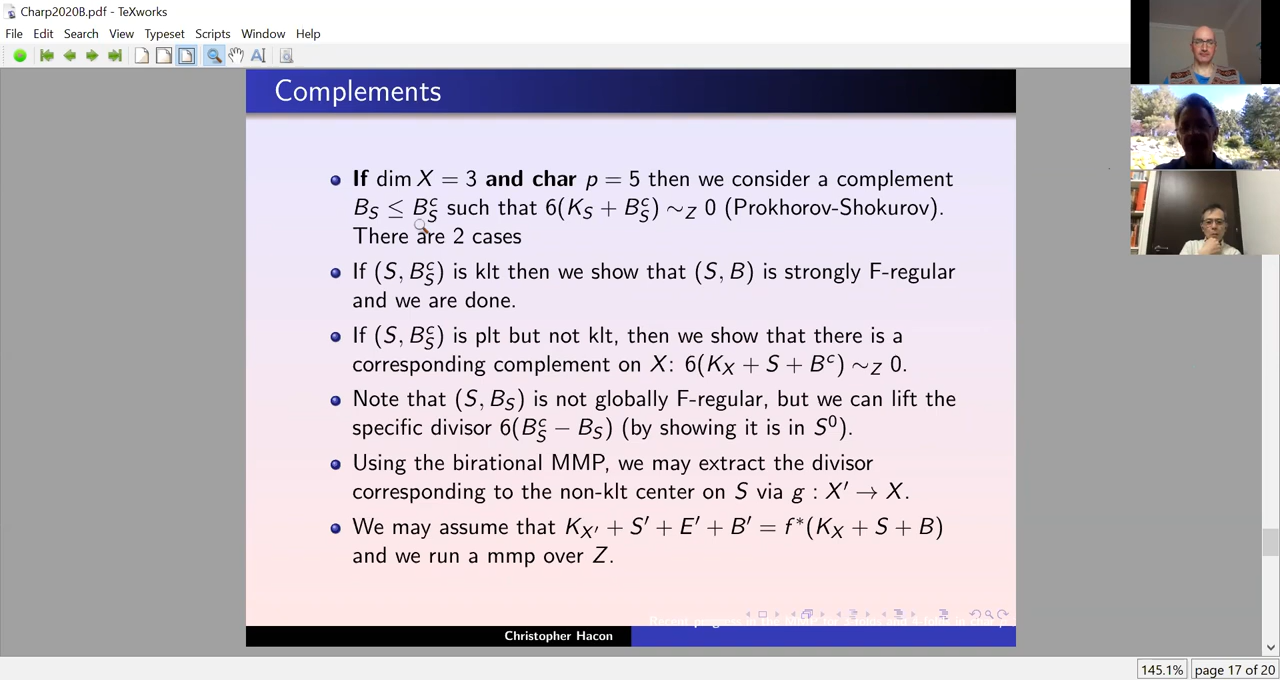 Charp2020B.pdf - TeXworks
File Edit Search View Typeset Scripts Window Help
Complements
If dim X = 3 and char p = 5 then we consider a complement
B_S ≤ B_S^c such that 6(K_S + B_S^c) ∼_Z 0 (Prokhorov-Shokurov).
There are 2 cases
If (S, B_S^c) is klt then we show that (S, B) is strongly F-regular
and we are done.
If (S, B_S^c) is plt but not klt, then we show that there is a
corresponding complement on X: 6(K_X + S + B^c) ∼_Z 0.
Note that (S, B_S) is not globally F-regular, but we can lift the
specific divisor 6(B_S^c − B_S) (by showing it is in S^0).
Using the birational MMP, we may extract the divisor
corresponding to the non-klt center on S via g : X′ → X.
We may assume that K_{X′} + S′ + E′ + B′ = f*(K_X + S + B)
and we run a mmp over Z.
Christopher Hacon
145.1% page 17 of 20